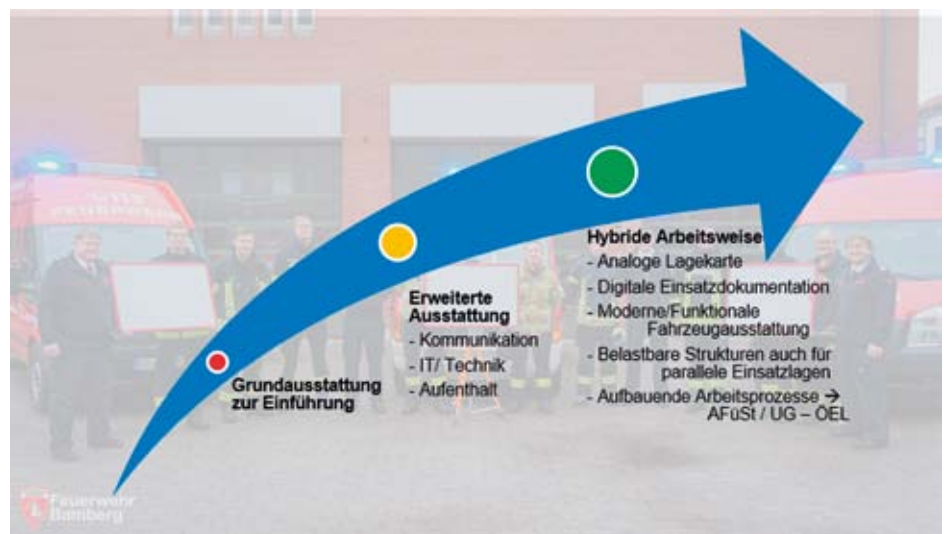 Grundausstattung
zur Einführung
Erweiterte
Ausstattung
- Kommunikation
- IT/ Technik
- Aufenthalt
Hybride Arbeitsweise
- Analoge Lagekarte
- Digitale Einsatzdokumentation
- Moderne/Funktionale
Fahrzeugausstattung
- Belastbare Strukturen auch für
parallele Einsatzlagen
- Aufbauende Arbeitsprozesse →
AFüSt / UG – ÖEL
Feuerwehr
Bamberg